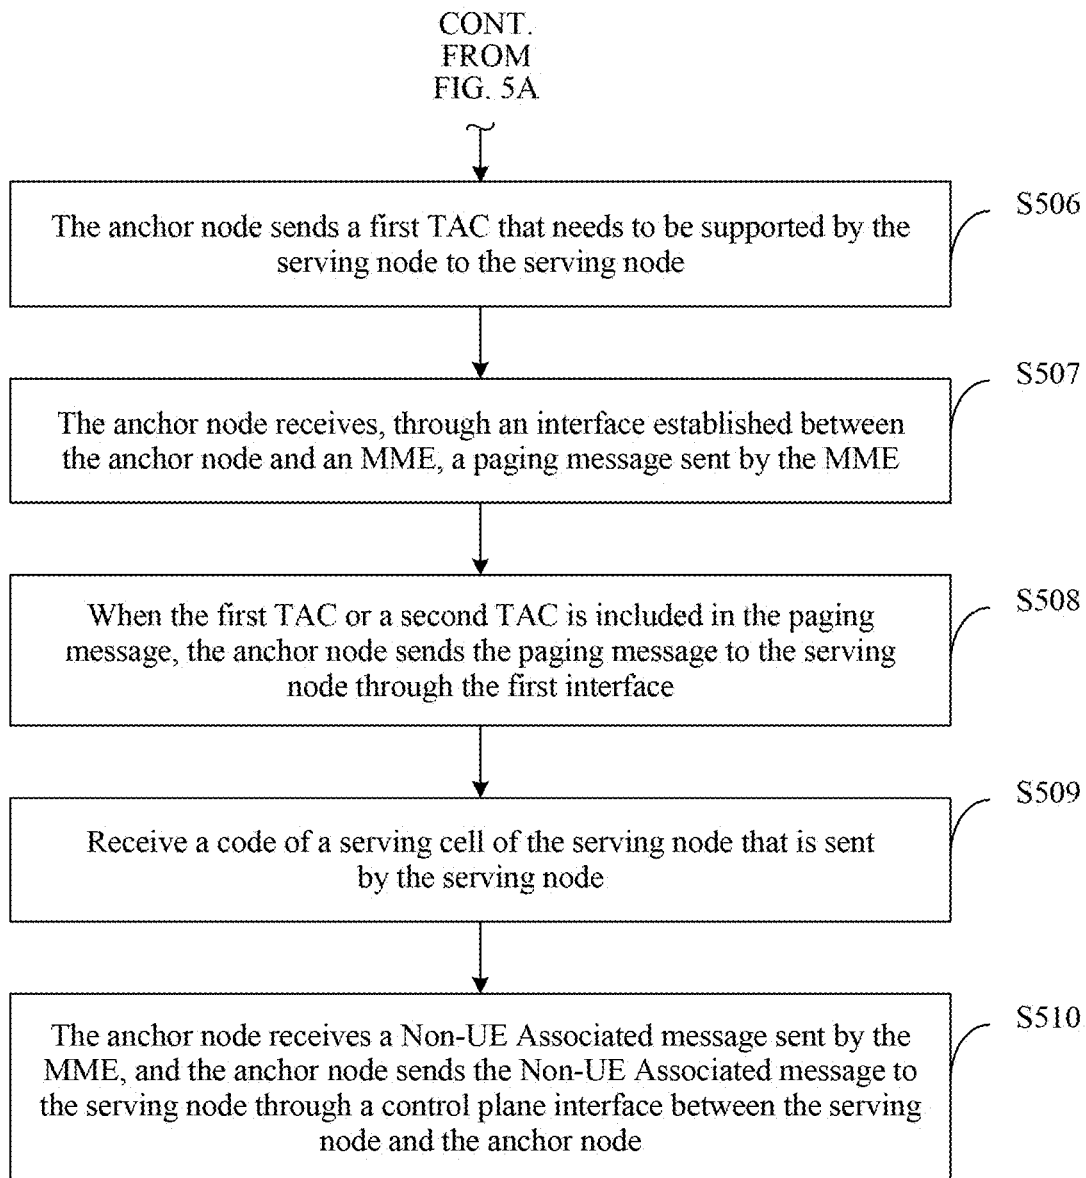 CONT.
FROM
FIG. 5A
The anchor node sends a first TAC that needs to be supported by the
serving node to the serving node
S506
The anchor node receives, through an interface established between
the anchor node and an MME, a paging message sent by the MME
S507
When the first TAC or a second TAC is included in the paging
message, the anchor node sends the paging message to the serving
node through the first interface
S508
Receive a code of a serving cell of the serving node that is sent
by the serving node
S509
The anchor node receives a Non-UE Associated message sent by the
MME, and the anchor node sends the Non-UE Associated message to
the serving node through a control plane interface between the serving
node and the anchor node
S510